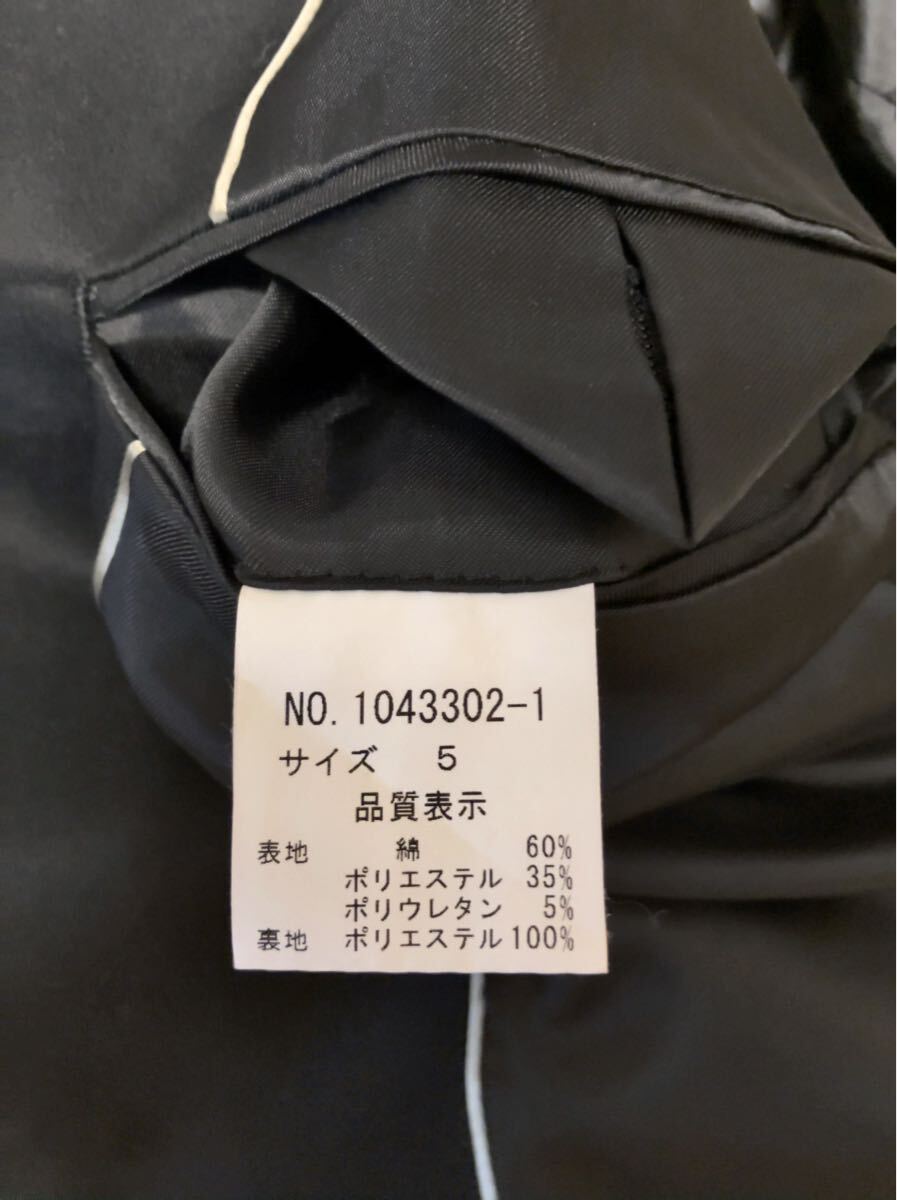 NO. 1043302-1
サイズ 5
品質表示
表地 綿 60%
ポリエステル 35%
ポリウレタン 5%
裏地 ポリエステル 100%